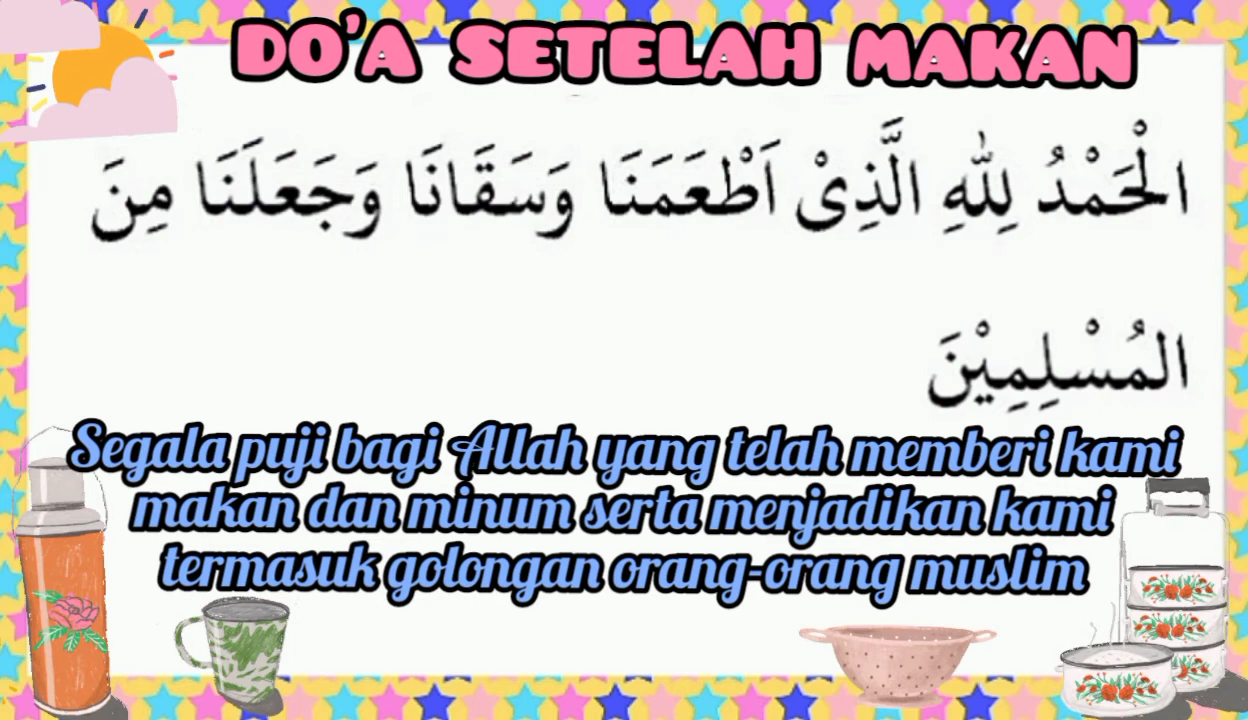 DO'A SETELAH MAKAN
الْحَمْدُ لِلّٰهِ الَّذِيْ اَطْعَمَنَا وَسَقَانَا وَجَعَلَنَا مِنَ
المُسْلِمِيْنَ
Segala puji bagi Allah yang telah memberi kami
makan dan minum serta menjadikan kami
termasuk golongan orang-orang muslim